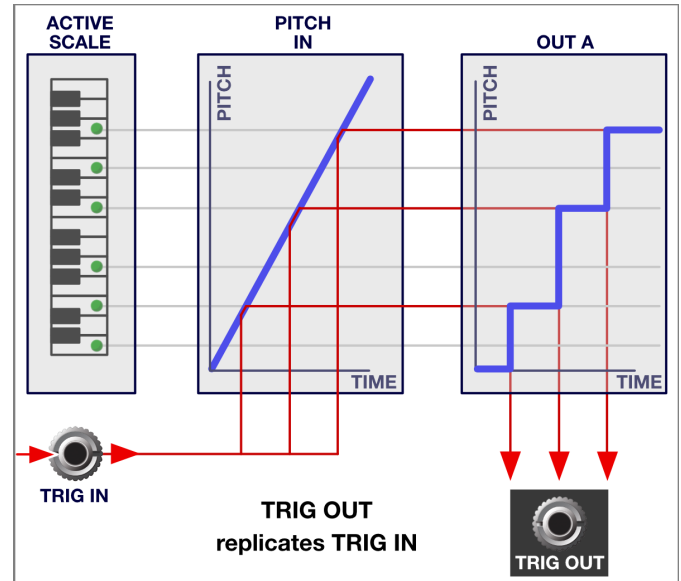 ACTIVE
SCALE
PITCH
IN
OUT A
PITCH
TIME
PITCH
TIME
TRIG IN
TRIG OUT
replicates TRIG IN
TRIG OUT